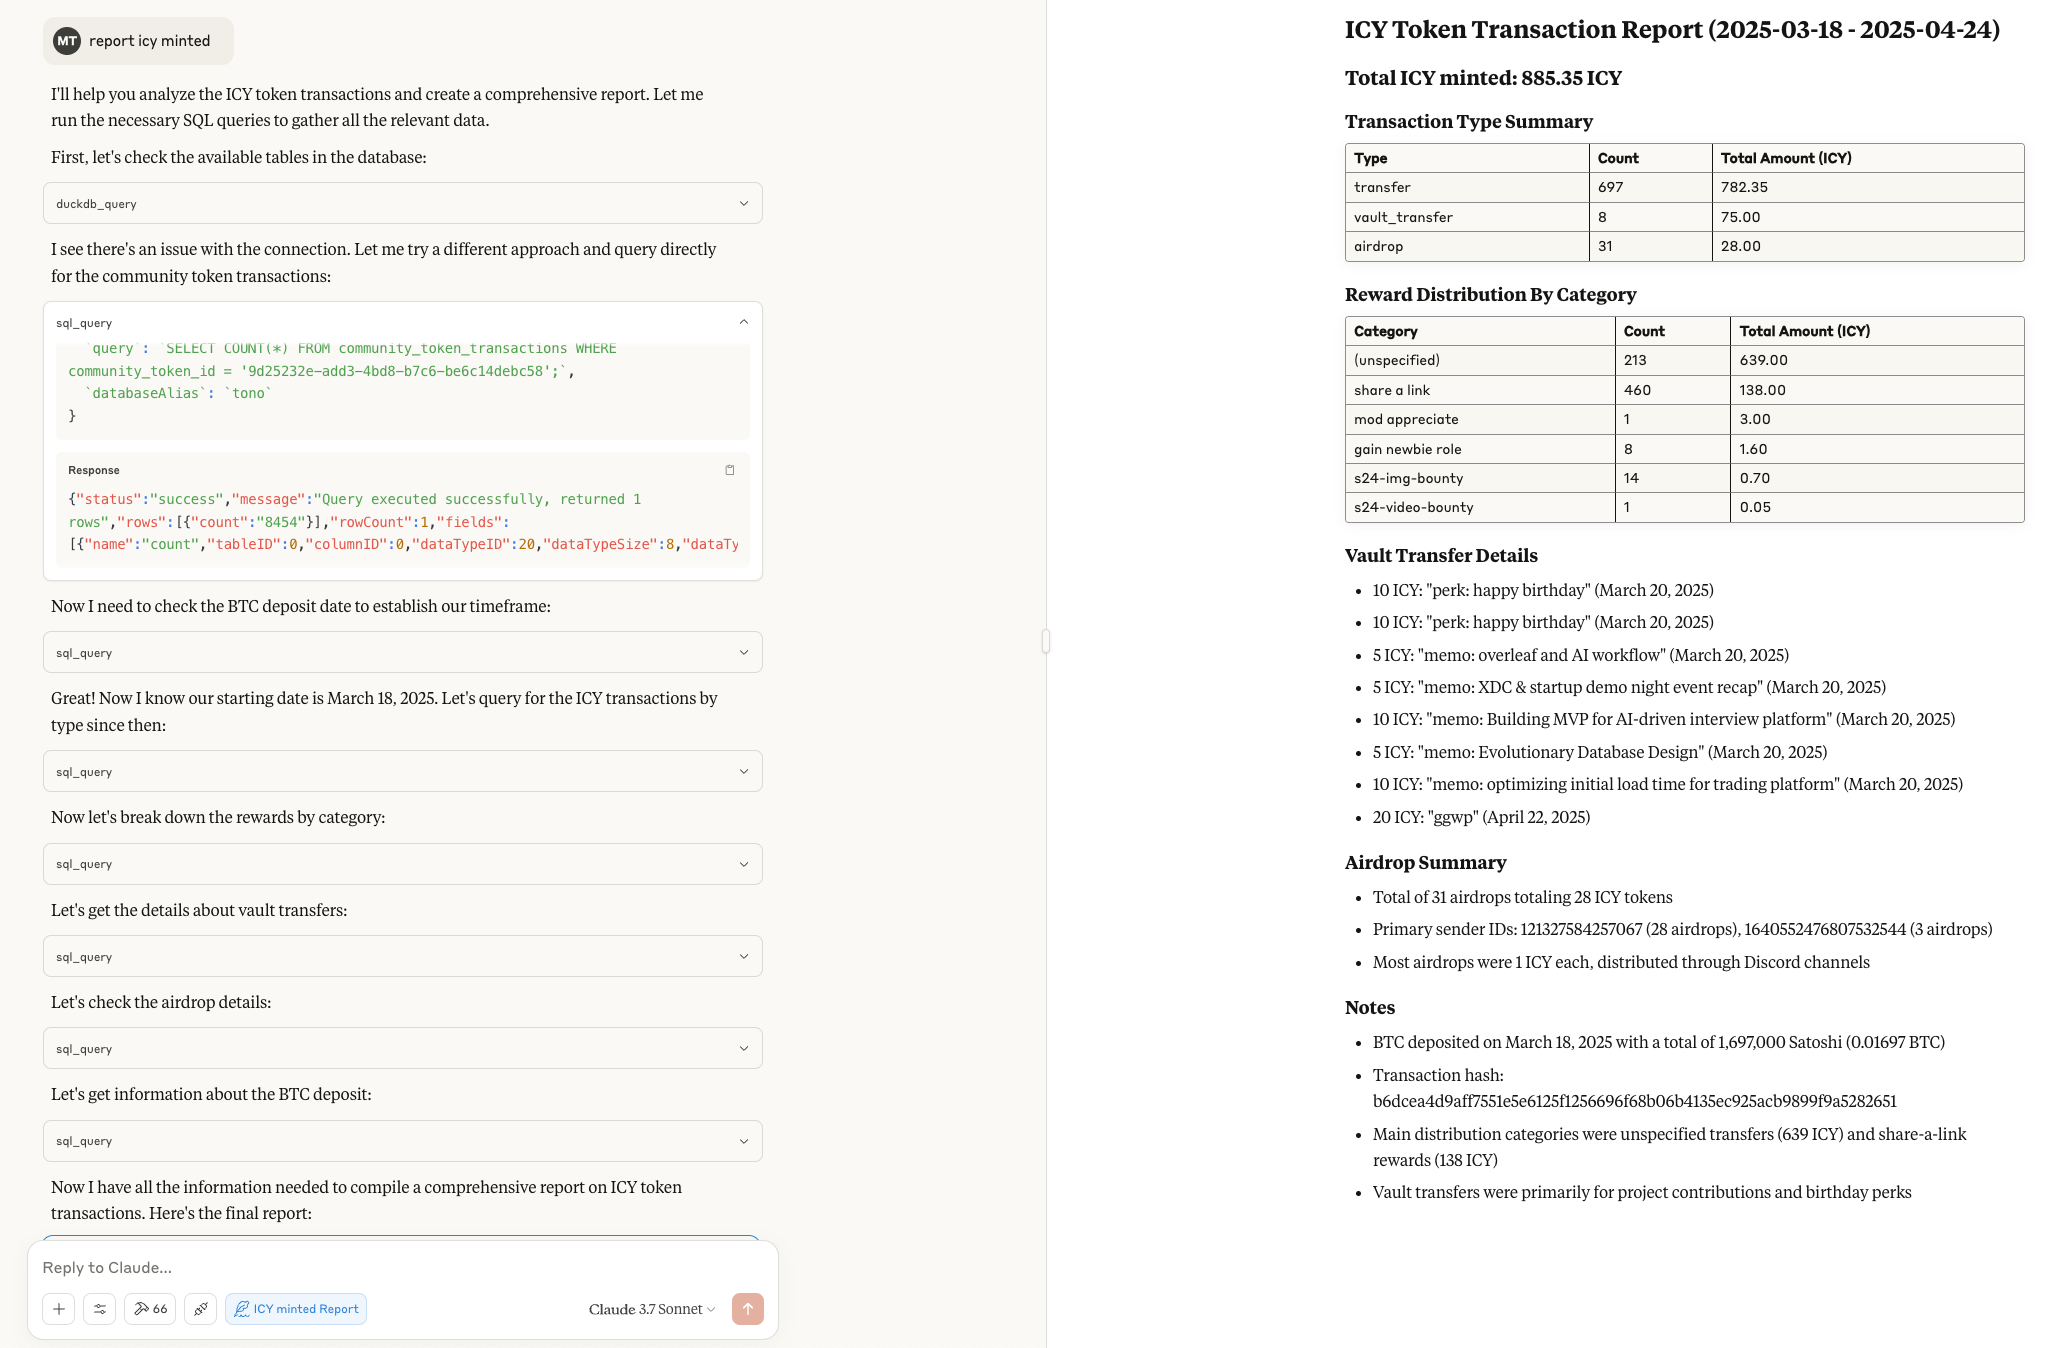 MT report icy minted
I'll help you analyze the ICY token transactions and create a comprehensive report. Let me
run the necessary SQL queries to gather all the relevant data.
First, let's check the available tables in the database:
duckdb_query
I see there's an issue with the connection. Let me try a different approach and query directly
for the community token transactions:
sql_query
`query`: `SELECT COUNT(*) FROM community_token_transactions WHERE
community_token_id = '9d25232e-add3-4bd8-b7c6-be6c14debc58';`,
`databaseAlias`: `tono`
}
Response
{"status":"success","message":"Query executed successfully, returned 1
rows","rows":[{"count":"8454"}],"rowCount":1,"fields":
[{"name":"count","tableID":0,"columnID":0,"dataTypeID":20,"dataTypeSize":8,"dataTy
Now I need to check the BTC deposit date to establish our timeframe:
sql_query
Great! Now I know our starting date is March 18, 2025. Let's query for the ICY transactions by
type since then:
sql_query
Now let's break down the rewards by category:
sql_query
Let's get the details about vault transfers:
sql_query
Let's check the airdrop details:
sql_query
Let's get information about the BTC deposit:
sql_query
Now I have all the information needed to compile a comprehensive report on ICY token
transactions. Here's the final report:
Reply to Claude...
66
ICY minted Report
Claude 3.7 Sonnet
ICY Token Transaction Report (2025-03-18 - 2025-04-24)
Total ICY minted: 885.35 ICY
Transaction Type Summary
Type Count Total Amount (ICY)
transfer 697 782.35
vault_transfer 8 75.00
airdrop 31 28.00
Reward Distribution By Category
Category Count Total Amount (ICY)
(unspecified) 213 639.00
share a link 460 138.00
mod appreciate 1 3.00
gain newbie role 8 1.60
s24-img-bounty 14 0.70
s24-video-bounty 1 0.05
Vault Transfer Details
• 10 ICY: "perk: happy birthday" (March 20, 2025)
• 10 ICY: "perk: happy birthday" (March 20, 2025)
• 5 ICY: "memo: overleaf and AI workflow" (March 20, 2025)
• 5 ICY: "memo: XDC & startup demo night event recap" (March 20, 2025)
• 10 ICY: "memo: Building MVP for AI-driven interview platform" (March 20, 2025)
• 5 ICY: "memo: Evolutionary Database Design" (March 20, 2025)
• 10 ICY: "memo: optimizing initial load time for trading platform" (March 20, 2025)
• 20 ICY: "ggwp" (April 22, 2025)
Airdrop Summary
• Total of 31 airdrops totaling 28 ICY tokens
• Primary sender IDs: 121327584257067 (28 airdrops), 1640552476807532544 (3 airdrops)
• Most airdrops were 1 ICY each, distributed through Discord channels
Notes
• BTC deposited on March 18, 2025 with a total of 1,697,000 Satoshi (0.01697 BTC)
• Transaction hash:
b6dcea4d9aff7551e5e6125f1256696f68b06b4135ec925acb9899f9a5282651
• Main distribution categories were unspecified transfers (639 ICY) and share-a-link
rewards (138 ICY)
• Vault transfers were primarily for project contributions and birthday perks